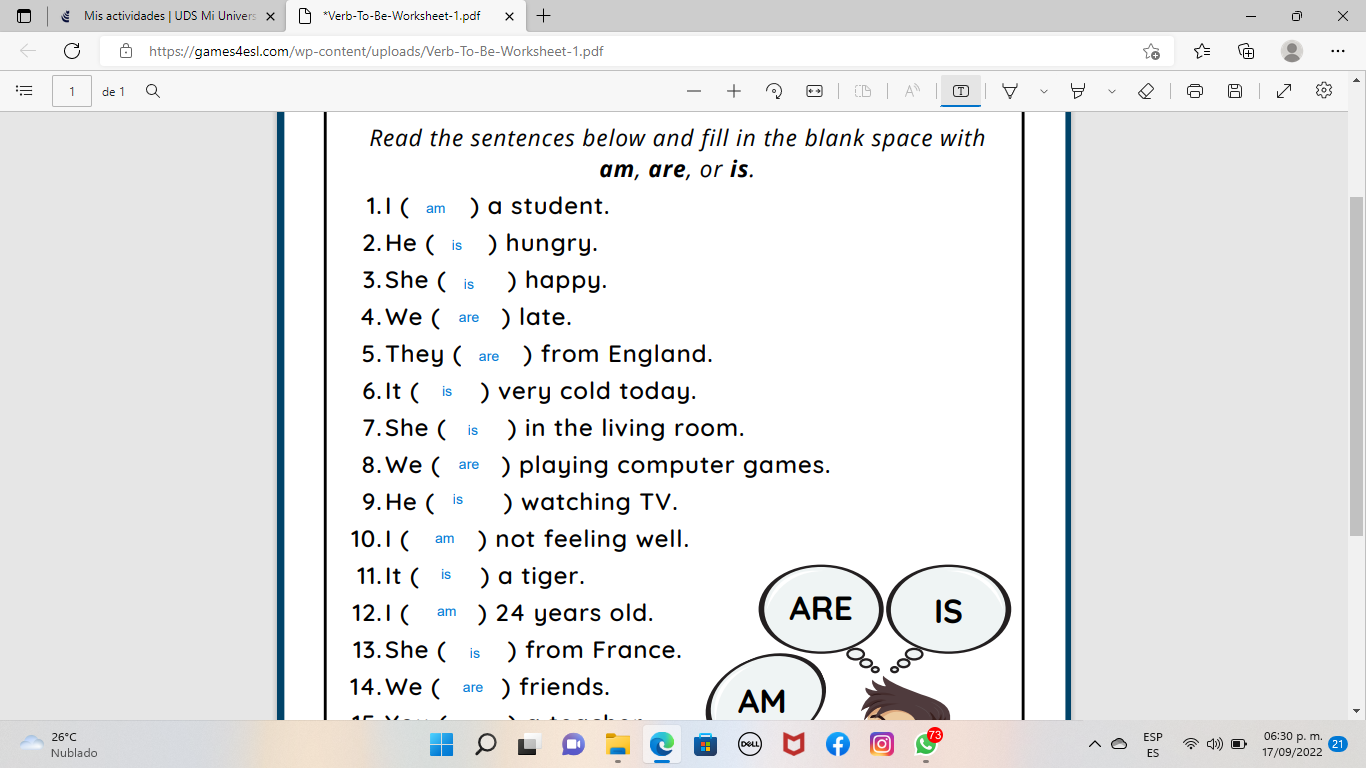 Mis actividades | UDS Mi Univers
*Verb-To-Be-Worksheet-1.pdf
https://games4esl.com/wp-content/uploads/Verb-To-Be-Worksheet-1.pdf
1 de 1
Read the sentences below and fill in the blank space with
am, are, or is.
1.I ( am ) a student.
2.He ( is ) hungry.
3.She ( is ) happy.
4.We ( are ) late.
5.They ( are ) from England.
6.It ( is ) very cold today.
7.She ( is ) in the living room.
8.We ( are ) playing computer games.
9.He ( is ) watching TV.
10.I ( am ) not feeling well.
11.It ( is ) a tiger.
12.I ( am ) 24 years old.
13.She ( is ) from France.
14.We ( are ) friends.
ARE
IS
AM
26°C
Nublado
DELL
73
ESP
ES
06:30 p. m.
17/09/2022
21